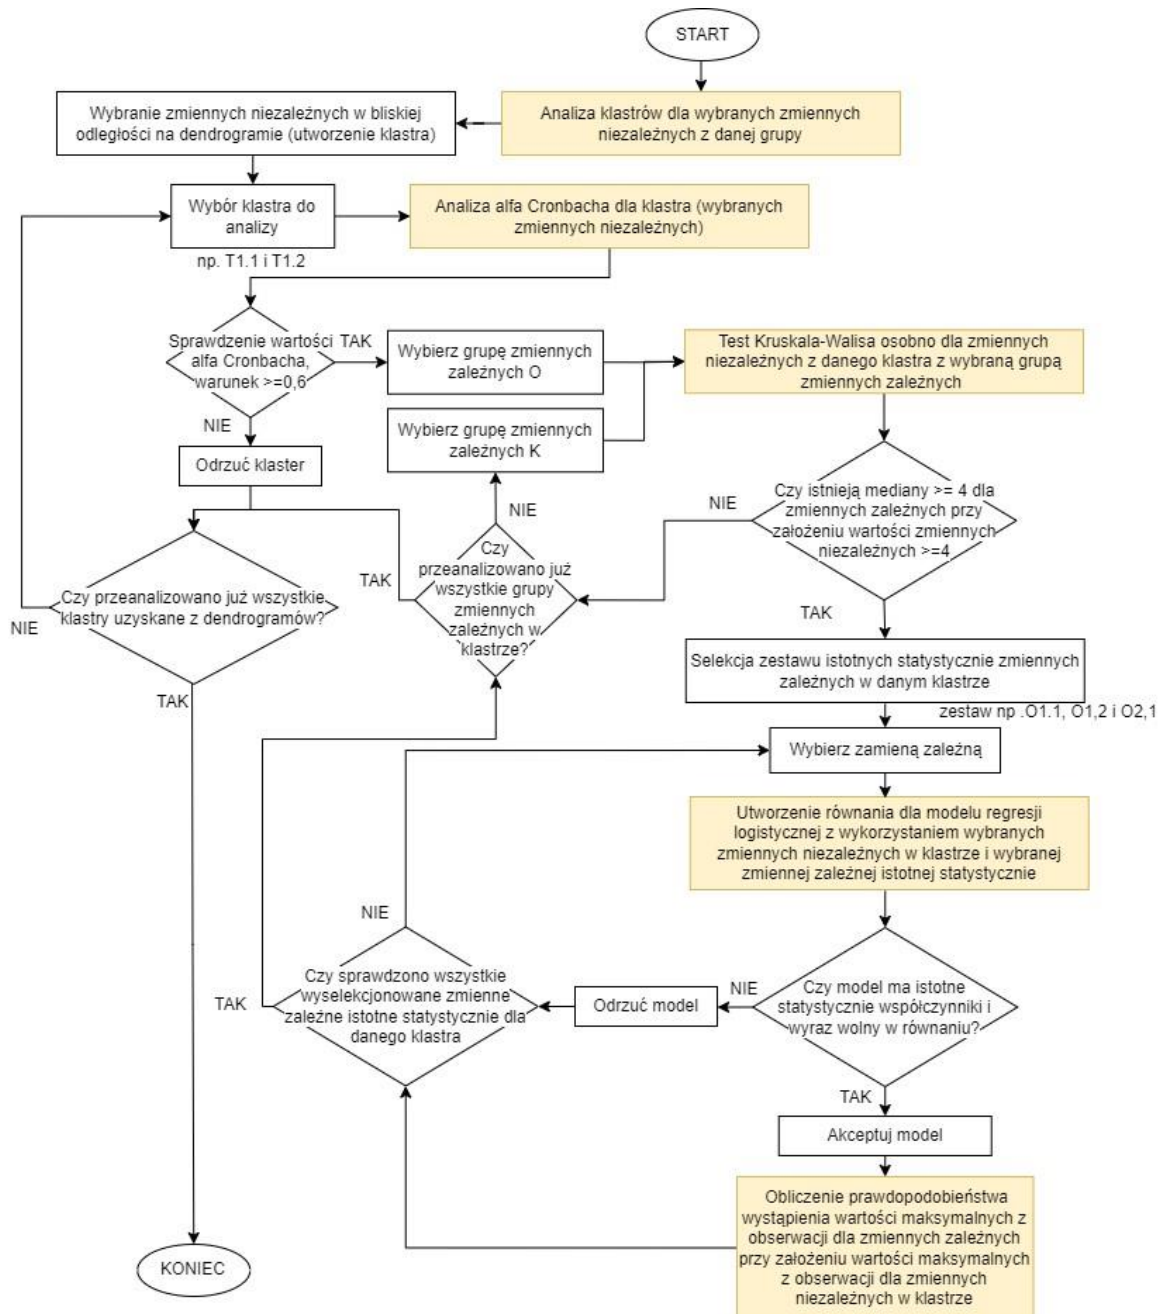 START
Wybranie zmiennych niezależnych w bliskiej
odległości na dendrogramie (utworzenie klastra)
Analiza klastrów dla wybranych zmiennych
niezależnych z danej grupy
Wybór klastra do
analizy
np. T1.1 i T1.2
Analiza alfa Cronbacha dla klastra (wybranych
zmiennych niezależnych)
Sprawdzenie wartości
alfa Cronbacha,
warunek >=0,6
TAK
Wybierz grupę zmiennych
zależnych O
Test Kruskala-Walisa osobno dla zmiennych
niezależnych z danego klastra z wybraną grupą
zmiennych zależnych
NIE
Wybierz grupę zmiennych
zależnych K
Odrzuć klaster
Czy istnieją mediany >= 4 dla
zmiennych zależnych przy
założeniu wartości zmiennych
niezależnych >=4
NIE
NIE
Czy
przeanalizowano już
wszystkie grupy
zmiennych
zależnych w
klastrze?
TAK
Czy przeanalizowano już wszystkie
klastry uzyskane z dendrogramów?
NIE
TAK
TAK
Selekcja zestawu istotnych statystycznie zmiennych
zależnych w danym klastrze
zestaw np .O1.1, O1,2 i O2,1
Wybierz zamieną zależną
Utworzenie równania dla modelu regresji
logistycznej z wykorzystaniem wybranych
zmiennych niezależnych w klastrze i wybranej
zmiennej zależnej istotnej statystycznie
NIE
Czy sprawdzono wszystkie
wyselekcjonowane zmienne
zależne istotne statystycznie dla
danego klastra
TAK
Odrzuć model
NIE
Czy model ma istotne
statystycznie współczynniki i
wyraz wolny w równaniu?
TAK
Akceptuj model
Obliczenie prawdopodobieństwa
wystąpienia wartości maksymalnych z
obserwacji dla zmiennych zależnych
przy założeniu wartości maksymalnych
z obserwacji dla zmiennych
niezależnych w klastrze
KONIEC